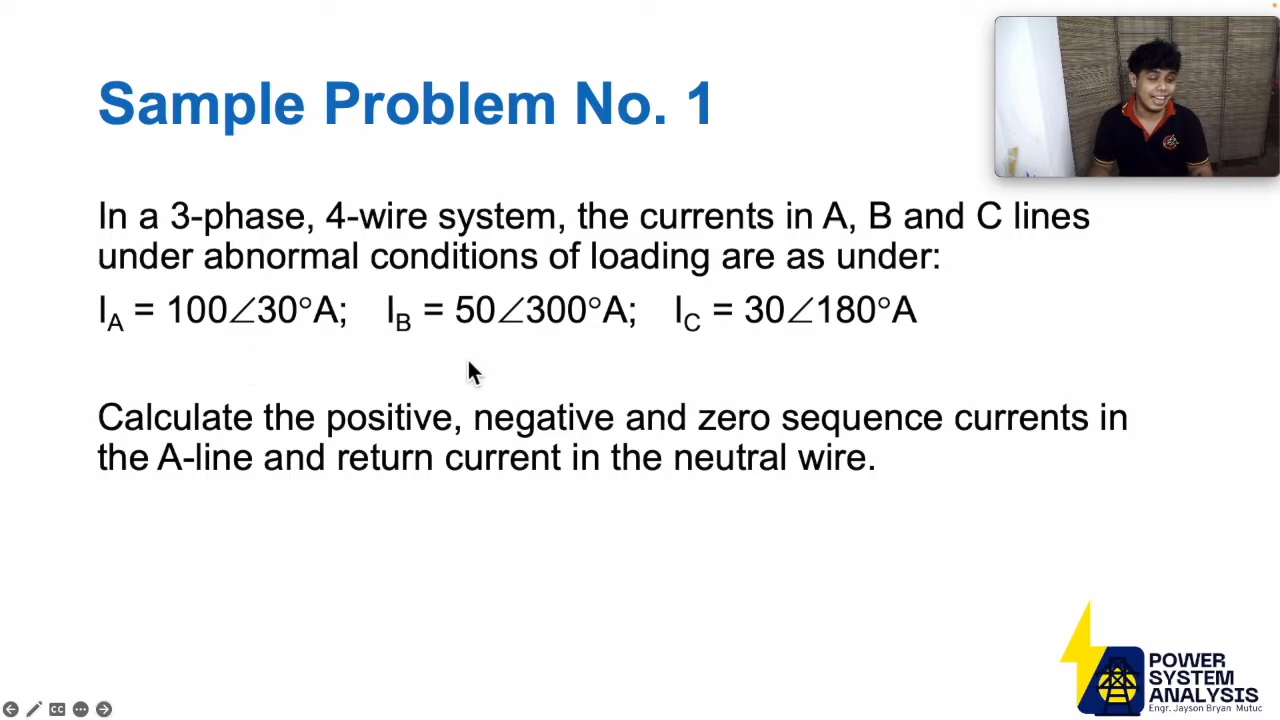 Sample Problem No. 1
In a 3-phase, 4-wire system, the currents in A, B and C lines
under abnormal conditions of loading are as under:
I_A = 100∠30°A; I_B = 50∠300°A; I_C = 30∠180°A
Calculate the positive, negative and zero sequence currents in
the A-line and return current in the neutral wire.
POWER
SYSTEM
ANALYSIS
Engr. Jayson Bryan Mutuc
CC